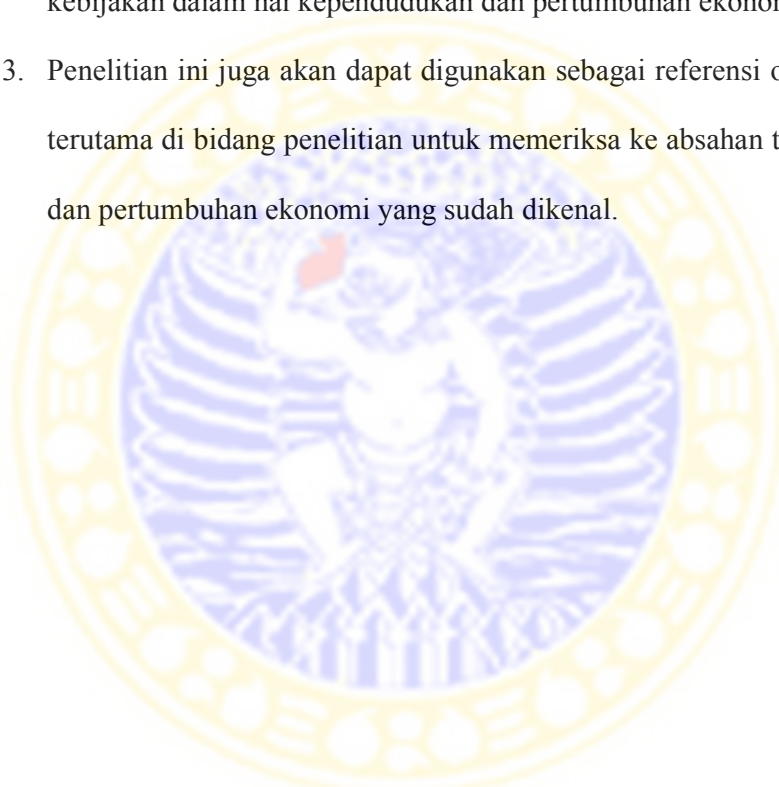 kebijakan dalam hal kependudukan dan pertumbuhan
3. Penelitian ini juga akan dapat digunakan sebagai referensi
terutama di bidang penelitian untuk memeriksa ke absahan
dan pertumbuhan ekonomi yang sudah dikenal.